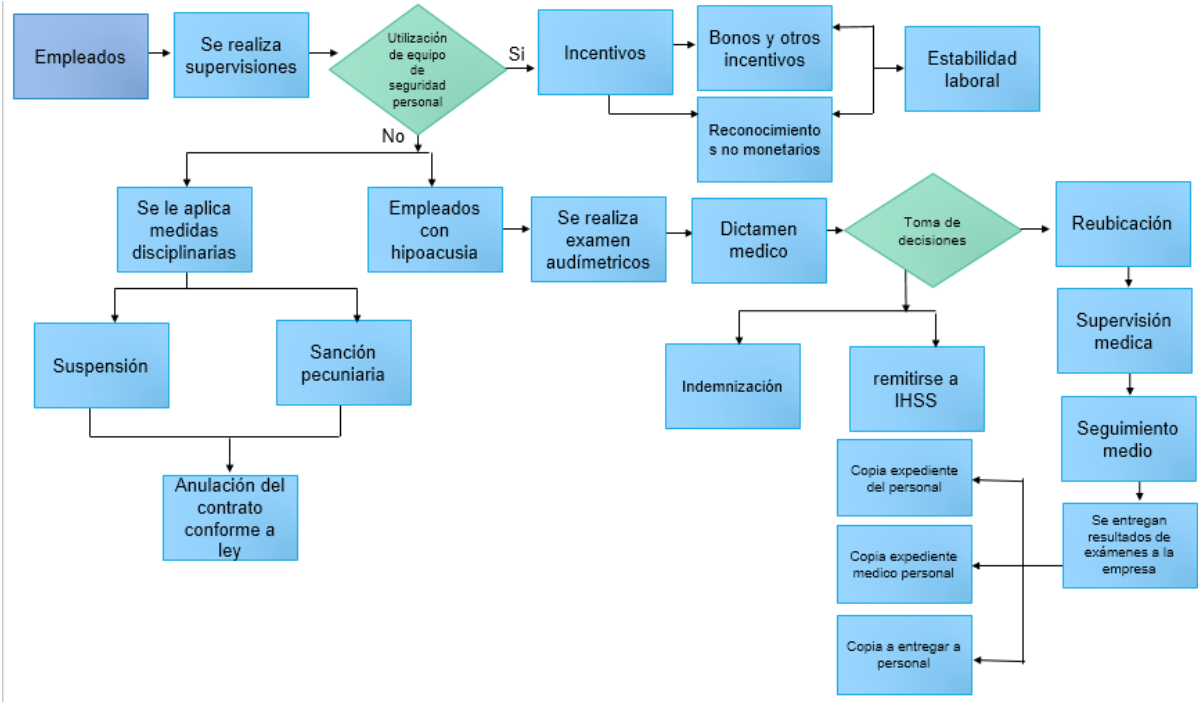 Empleados
Se realiza
supervisiones
Utilización
de equipo
de
seguridad
personal
Si
Incentivos
Bonos y otros
incentivos
Estabilidad
laboral
Reconocimiento
s no monetarios
No
Se le aplica
medidas
disciplinarias
Empleados
con
hipoacusia
Se realiza
examen
audímetricos
Dictamen
medico
Toma de
decisiones
Reubicación
Suspensión
Sanción
pecuniaria
Indemnización
remitirse a
IHSS
Supervisión
medica
Seguimiento
medio
Anulación del
contrato
conforme a
ley
Copia expediente
del personal
Se entregan
resultados de
exámenes a la
empresa
Copia expediente
medico personal
Copia a entregar a
personal